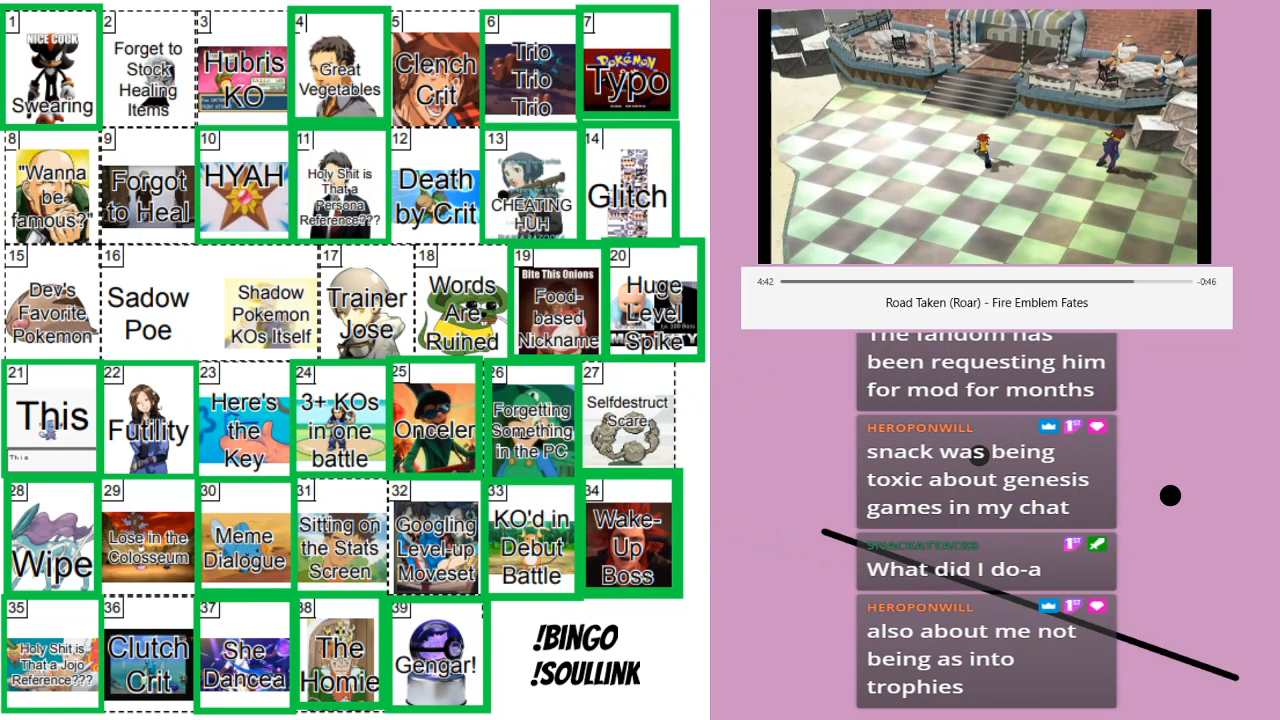 1
NICE COCK
Swearing
2
Forget to
Stock
Healing
Items
3
Hubris
KO
4
Great
Vegetables
5
Clench
Crit
6
Trio
Trio
Trio
7
POKÉMON
Typo
8
"Wanna
be
famous?"
9
Forgot
to Heal
10
HYAH
11
Holy Shit is
That a
Persona
Reference???
12
Death
by Crit
13
CHEATING
HUH
14
Glitch
15
Dev's
Favorite
Pokemon
16
Sadow
Poe
Shadow
Pokemon
KOs Itself
17
Trainer
Jose
18
Words
Are
Ruined
19
Bite This Onions
Food-
based
Nickname
20
Huge
Level
Spike
21
This
This
22
Futility
23
Here's
the
Key
24
3+ KOs
in one
battle
25
Onceler
26
Forgetting
Something
in the PC
27
Selfdestruct
Scare
28
Wipe
29
Lose in the
Colosseum
30
Meme
Dialogue
31
Sitting on
the Stats
Screen
32
Googling
Level-up
Moveset
33
KO'd in
Debut
Battle
34
Wake-
Up
Boss
35
Holy Shit is
That a Jojo
Reference???
36
Clutch
Crit
37
She
Dancea
38
The
Homie
39
Gengar!
!BINGO
!SOULLINK
4:42
-0:46
Road Taken (Roar) - Fire Emblem Fates
The fandom has
been requesting him
for mod for months
HEROPONWILL
snack was being
toxic about genesis
games in my chat
SNACKATTACKS
What did I do-a
HEROPONWILL
also about me not
being as into
trophies